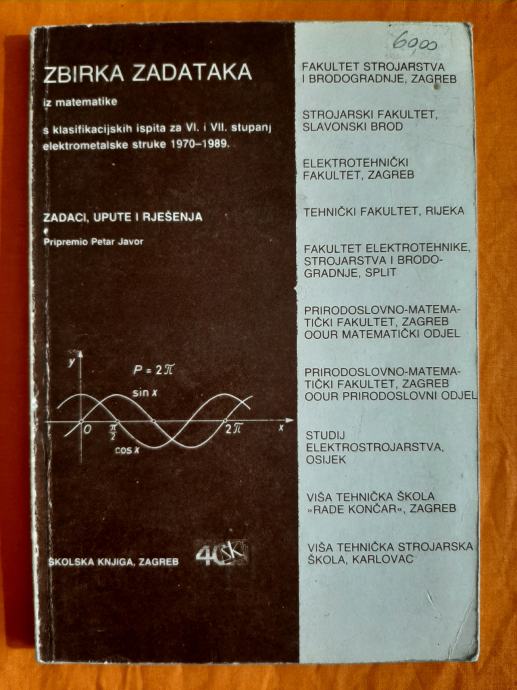 ZBIRKA ZADATAKA
iz matematike
s klasifikacijskih ispita za VI. i VII. stupanj
elektrometalske struke 1970–1989.
ZADACI, UPUTE I RJEŠENJA
Pripremio Petar Javor
y
P = 2π
sin x
O
π/2
2π
x
cos x
ŠKOLSKA KNJIGA, ZAGREB
40
šk
60,00
FAKULTET STROJARSTVA
I BRODOGRADNJE, ZAGREB
STROJARSKI FAKULTET,
SLAVONSKI BROD
ELEKTROTEHNIČKI
FAKULTET, ZAGREB
TEHNIČKI FAKULTET, RIJEKA
FAKULTET ELEKTROTEHNIKE,
STROJARSTVA I BRODO-
GRADNJE, SPLIT
PRIRODOSLOVNO-MATEMA-
TIČKI FAKULTET, ZAGREB
OOUR MATEMATIČKI ODJEL
PRIRODOSLOVNO-MATEMA-
TIČKI FAKULTET, ZAGREB
OOUR PRIRODOSLOVNI ODJEL
STUDIJ
ELEKTROSTROJARSTVA,
OSIJEK
VIŠA TEHNIČKA ŠKOLA
»RADE KONČAR«, ZAGREB
VIŠA TEHNIČKA STROJARSKA
ŠKOLA, KARLOVAC